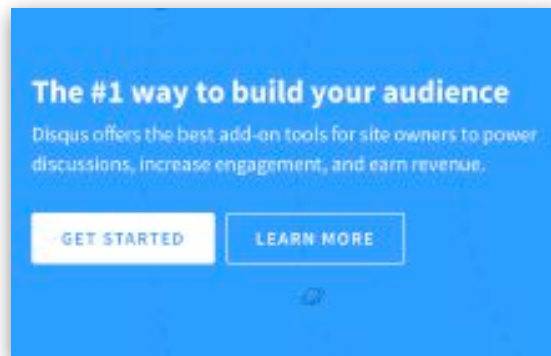 The #1 way to build your audience
Disqus offers the best add-on tools for site owners to power
discussions, increase engagement, and earn revenue.
GET STARTED
LEARN MORE